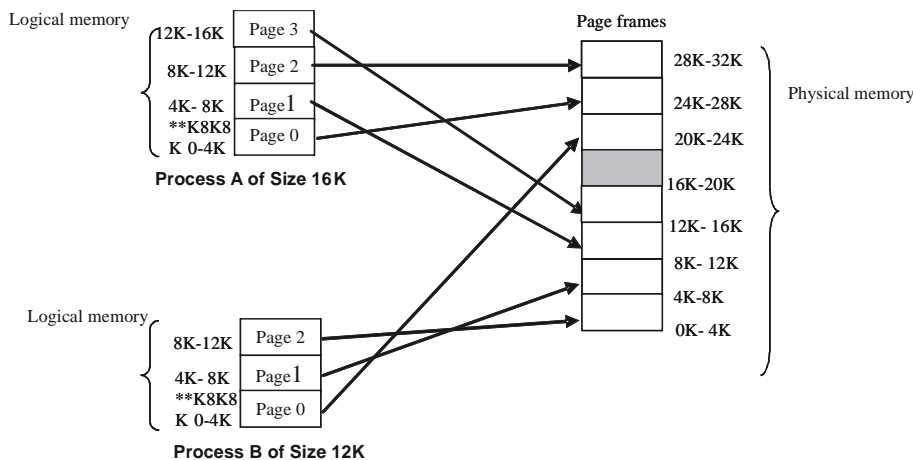 Logical memory
12K-16K
Page 3
8K-12K
Page 2
4K- 8K
Page1
**K8K8
K 0-4K
Page 0
Process A of Size 16K
Page frames
28K-32K
24K-28K
20K-24K
16K-20K
12K- 16K
8K- 12K
4K-8K
0K- 4K
Physical memory
Logical memory
8K-12K
Page 2
4K- 8K
Page1
**K8K8
K 0-4K
Page 0
Process B of Size 12K